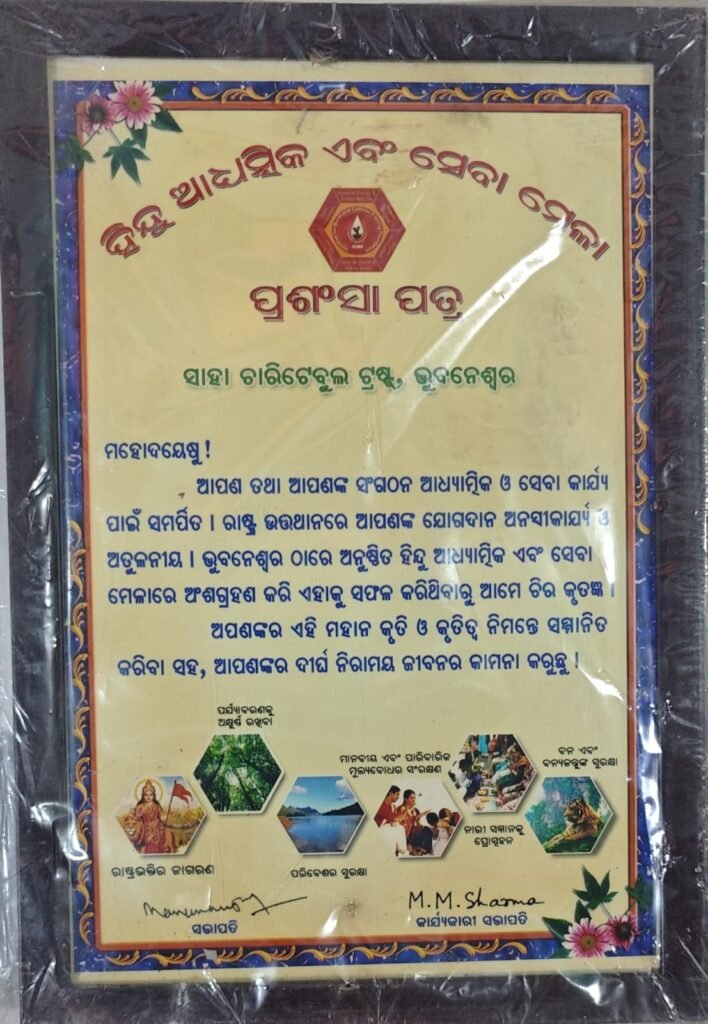 ହିନ୍ଦୁ ଆଧ୍ୟାତ୍ମିକ ଏବଂ ସେବା ମେଳା
ପ୍ରଶଂସା ପତ୍ର
ସାହା ଚାରିଟେବୁଲ ଟ୍ରଷ୍ଟ, ଭୁବନେଶ୍ୱର
ମହୋଦୟେଷୁ !
ଆପଣ ତଥା ଆପଣଙ୍କ ସଂଗଠନ ଆଧ୍ୟାତ୍ମିକ ଓ ସେବା କାର୍ଯ୍ୟ
ପାଇଁ ସମର୍ପିତ । ରାଷ୍ଟ୍ର ଉତ୍ତଥାନରେ ଆପଣଙ୍କ ଯୋଗଦାନ ଅନସ୍ୱୀକାର୍ଯ୍ୟ ଓ
ଅତୁଳନୀୟ । ଭୁବନେଶ୍ୱର ଠାରେ ଅନୁଷ୍ଠିତ ହିନ୍ଦୁ ଆଧ୍ୟାତ୍ମିକ ଏବଂ ସେବା
ମେଳାରେ ଅଂଶଗ୍ରହଣ କରି ଏହାକୁ ସଫଳ କରିଥିବାରୁ ଆମେ ଚିର କୃତଜ୍ଞ ।
ଅପଣଙ୍କର ଏହି ମହାନ କୃତି ଓ କୃତିତ୍ୱ ନିମନ୍ତେ ସମ୍ମାନିତ
କରିବା ସହ, ଆପଣଙ୍କର ଦୀର୍ଘ ନିରାମୟ ଜୀବନର କାମନା କରୁଛୁ ।
ପର୍ଯ୍ୟାବରଣକୁ
ଅକ୍ଷୁର୍ଣ୍ଣ ରଖିବା
ମାନବୀୟ ଏବଂ ପାରିବାରିକ
ମୂଲ୍ୟବୋଧର ସଂରକ୍ଷଣ
ବନ ଏବଂ
ବନ୍ୟଜନ୍ତୁଙ୍କ ସୁରକ୍ଷା
ନାରୀ ସମ୍ମାନକୁ
ପ୍ରୋତ୍ସାହନ
ରାଷ୍ଟ୍ରଭକ୍ତିର ଜାଗରଣ
ପରିବେଶର ସୁରକ୍ଷା
M.M. Sharma
ସଭାପତି
କାର୍ଯ୍ୟକାରୀ ସଭାପତି